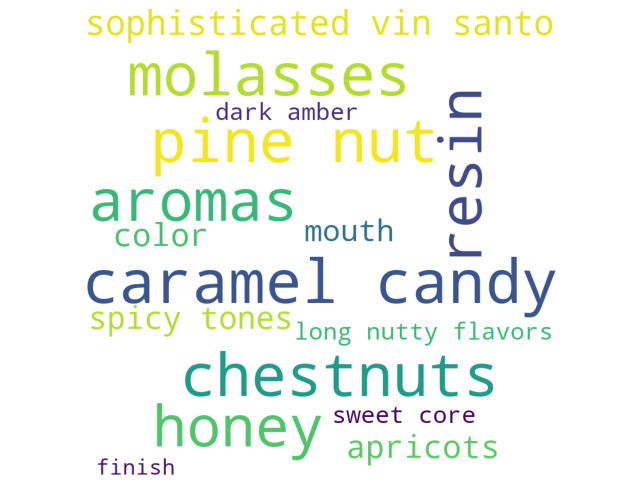 sophisticated vin santo
molasses
dark amber
pine nut
resin
aromas
color
mouth
caramel candy
spicy tones
long nutty flavors
chestnuts
honey
sweet core
apricots
finish